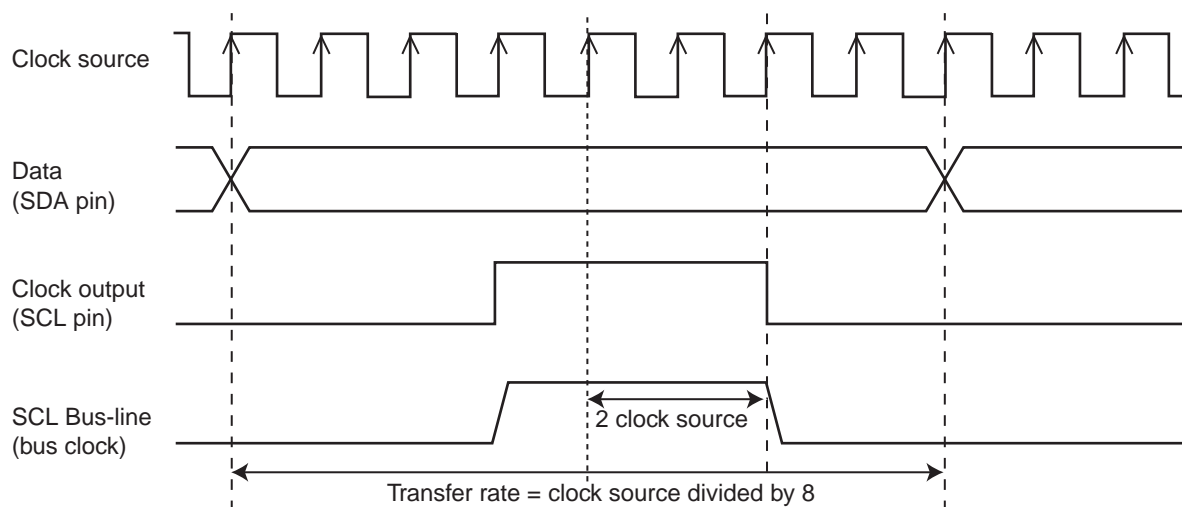 Clock source
Data
(SDA pin)
Clock output
(SCL pin)
SCL Bus-line
(bus clock)
2 clock source
Transfer rate = clock source divided by 8